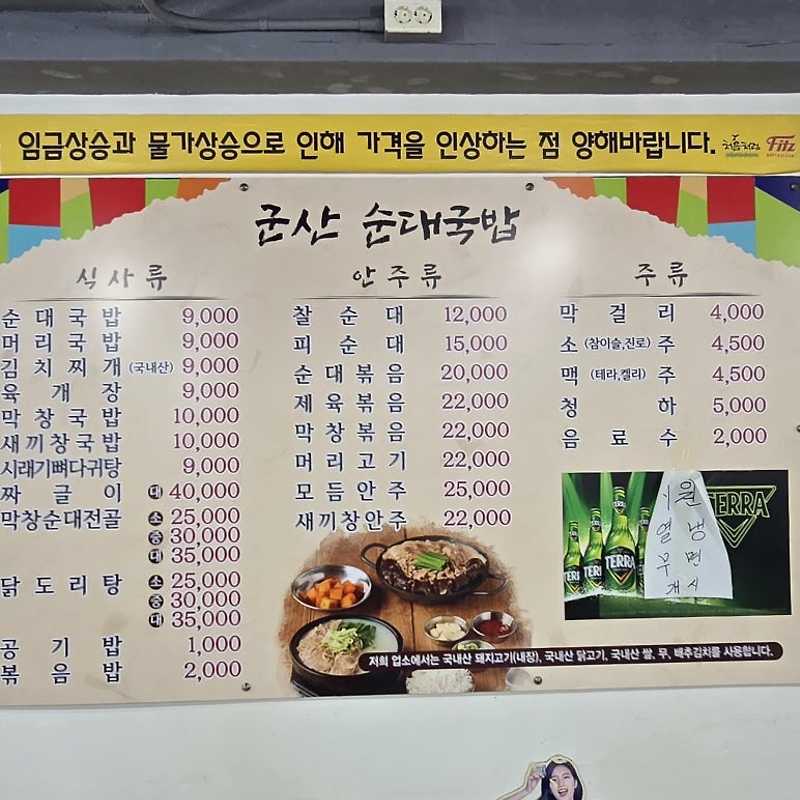 임금상승과 물가상승으로 인해 가격을 인상하는 점 양해바랍니다. 처음처럼 Fitz
군산 순대국밥
식사류
순대국밥 9,000
머리국밥 9,000
김치찌개 (국내산) 9,000
육개장 9,000
막창국밥 10,000
새끼창국밥 10,000
시래기뼈다귀탕 9,000
짜글이 대 40,000
막창순대전골 소 25,000
중 30,000
대 35,000
닭도리탕 소 25,000
중 30,000
대 35,000
공기밥 1,000
볶음밥 2,000
안주류
찰순대 12,000
피순대 15,000
순대볶음 20,000
제육볶음 22,000
막창볶음 22,000
머리고기 22,000
모듬안주 25,000
새끼창안주 22,000
주류
막걸리 4,000
소 (참이슬,진로) 주 4,500
맥 (테라,켈리) 주 4,500
청하 5,000
음료수 2,000
TERRA
TERRA
TERRA
열무
냉면
개시
저희 업소에서는 국내산 돼지고기(내장), 국내산 닭고기, 국내산 쌀, 무, 배추김치를 사용합니다.